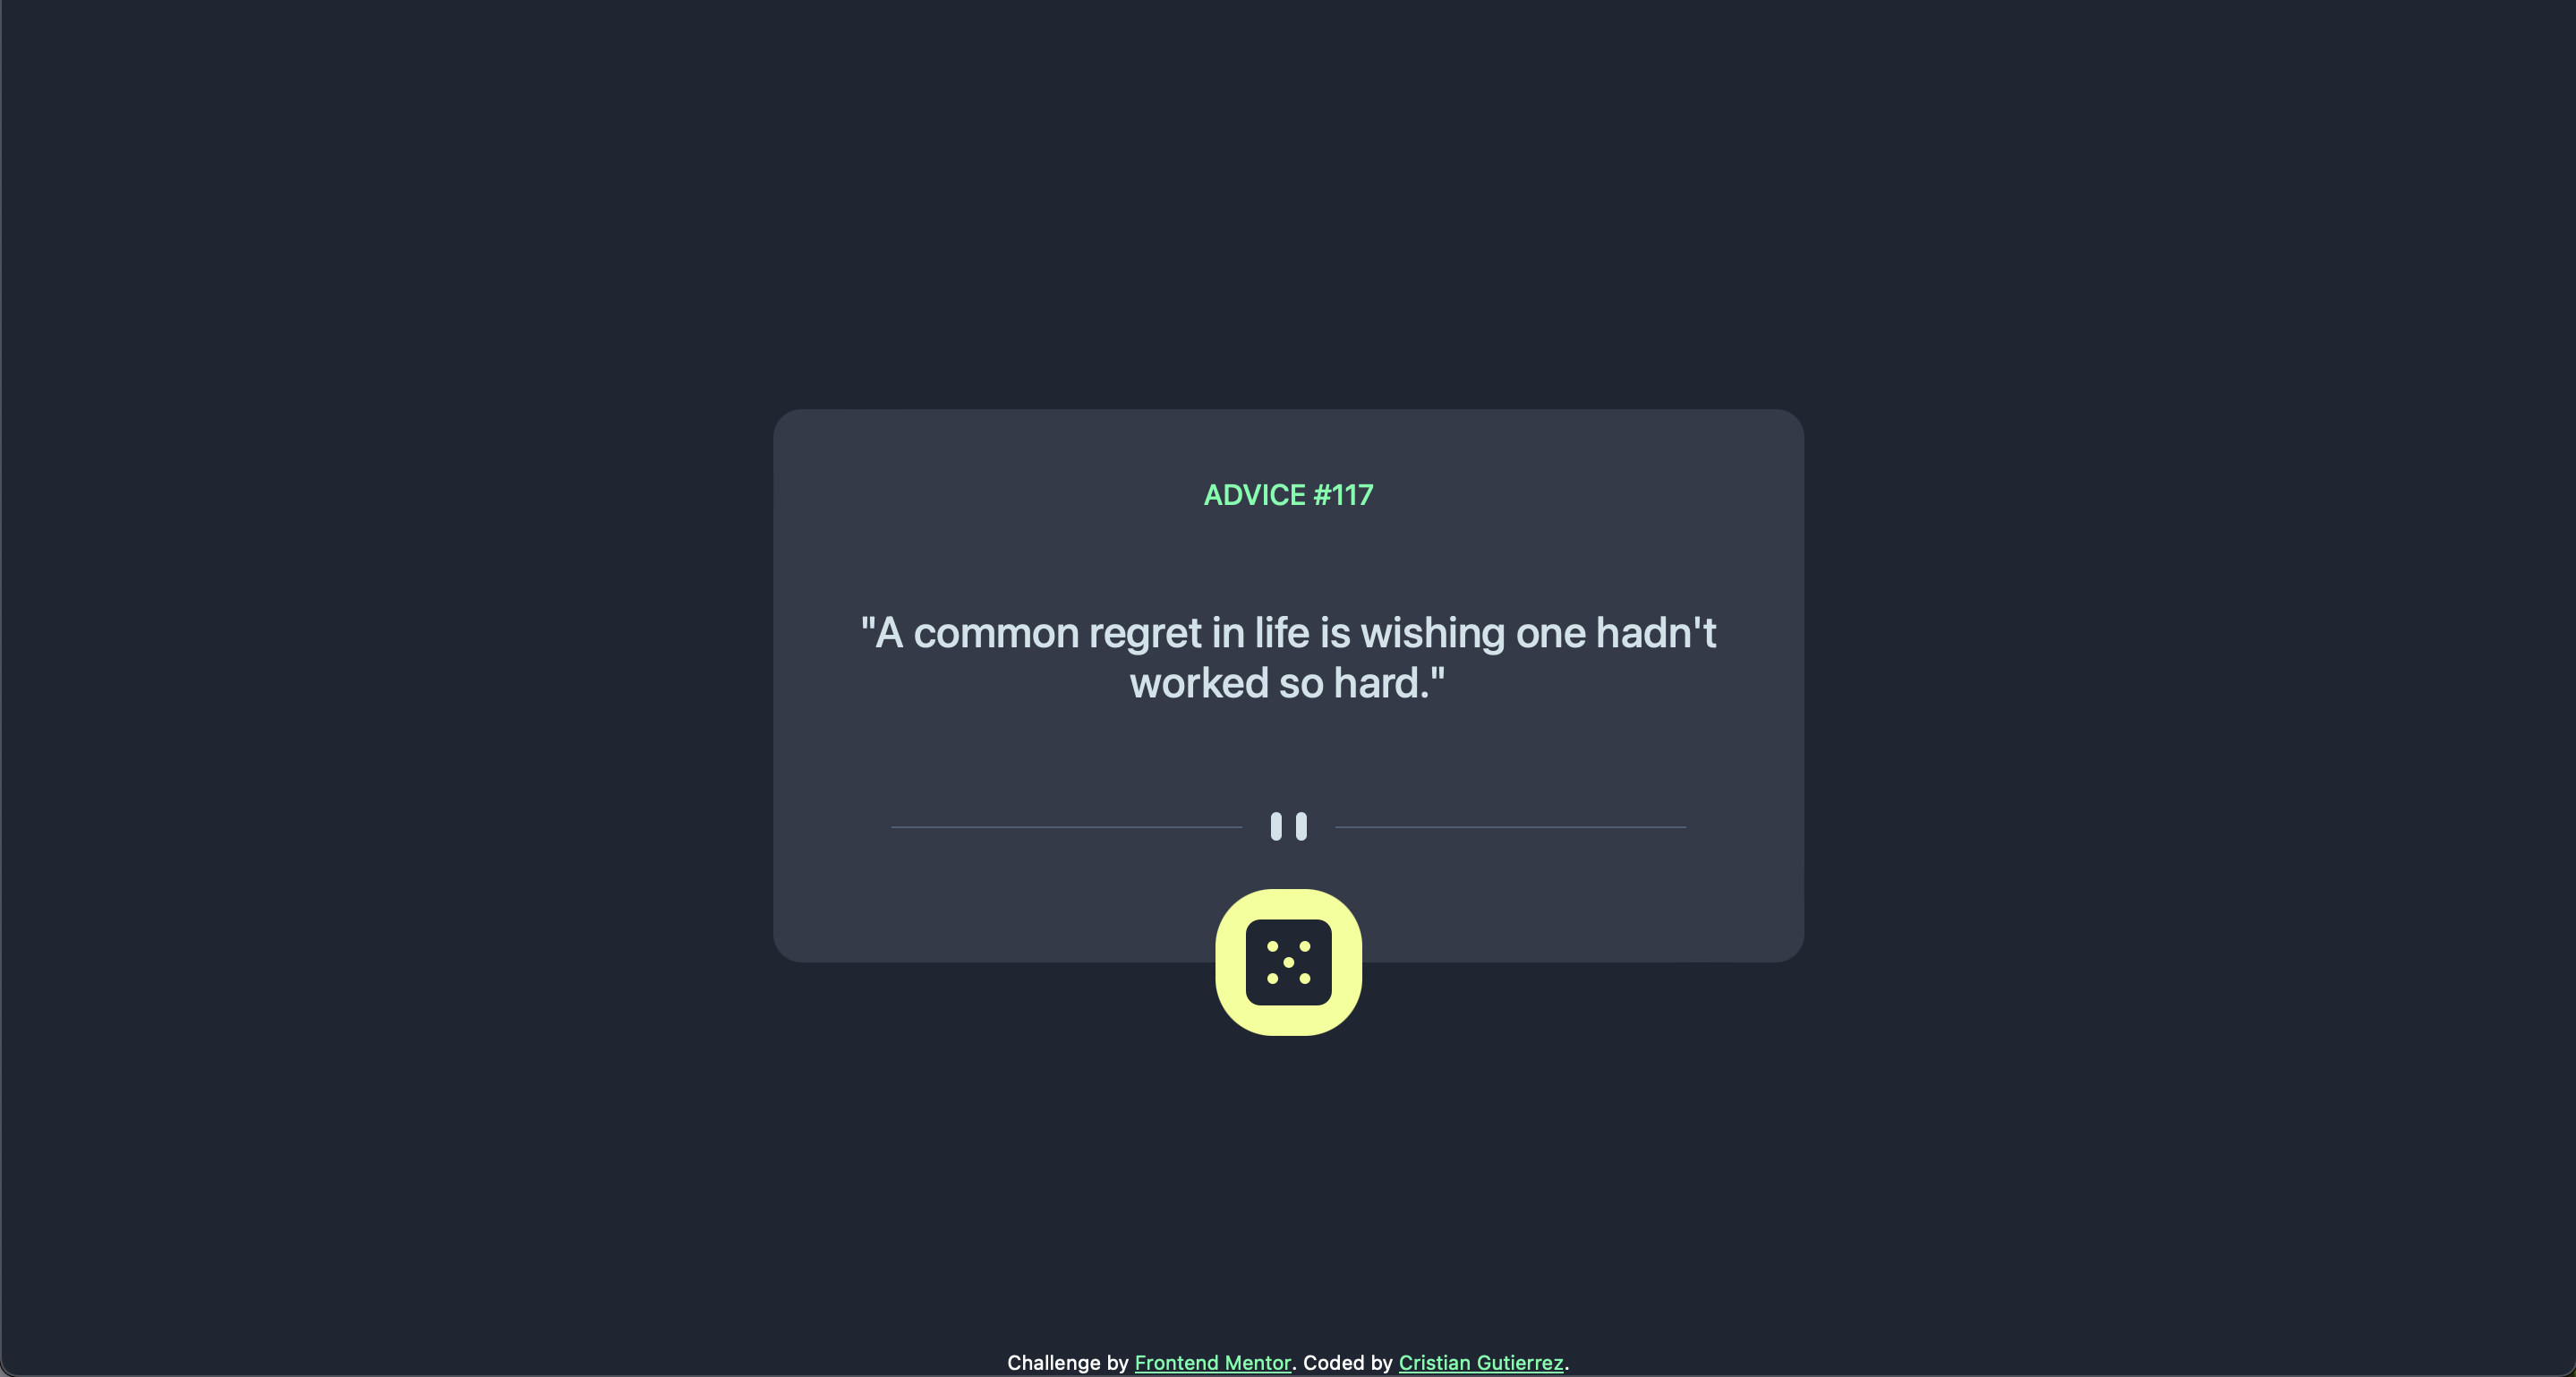 ADVICE #117
"A common regret in life is wishing one hadn't
worked so hard."
Challenge by Frontend Mentor. Coded by Cristian Gutierrez.